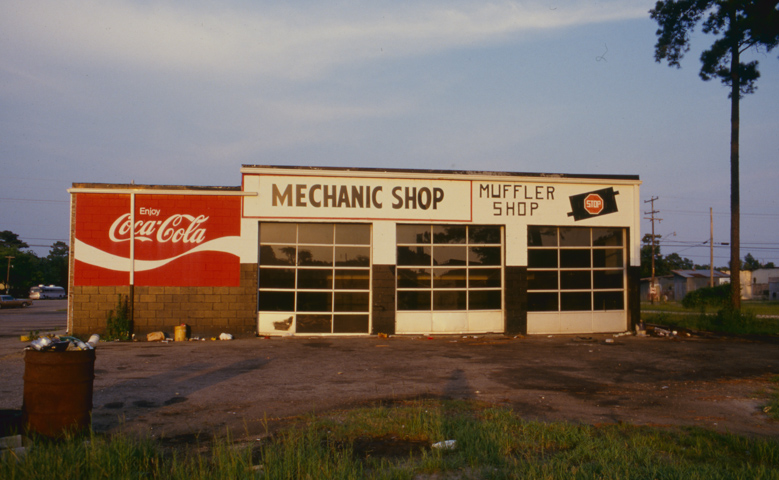 Enjoy
Coca-Cola
MECHANIC SHOP
MUFFLER
SHOP
STOP